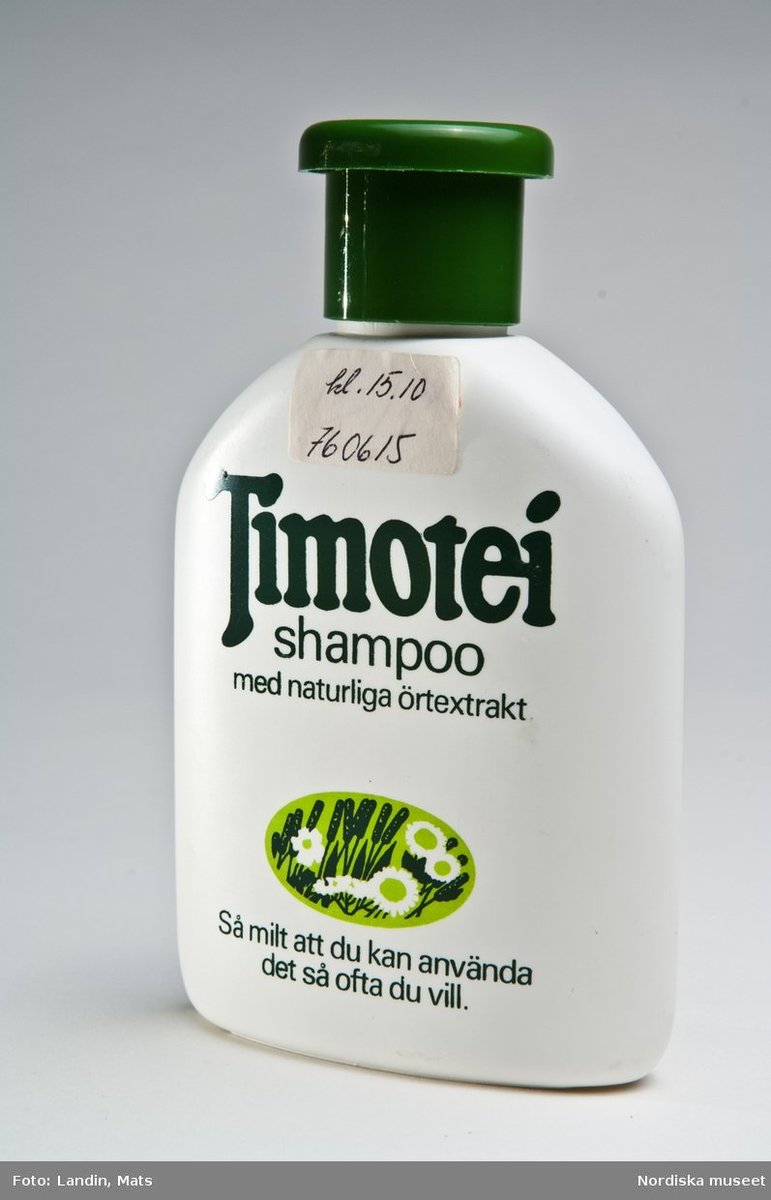 kl. 15.10
760615
Timotei
shampoo
med naturliga örtextrakt
Så milt att du kan använda
det så ofta du vill.
Foto: Landin, Mats
Nordiska museet